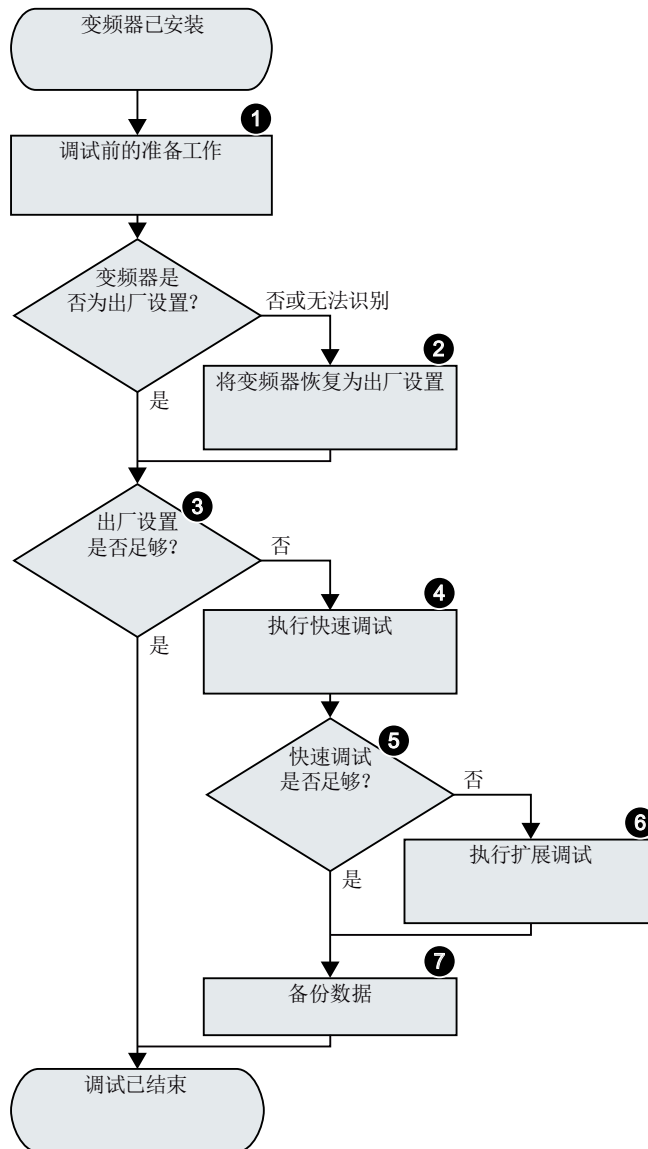 变频器已安装
1
调试前的准备工作
变频器是
否为出厂设置?
否或无法识别
2
将变频器恢复为出厂设置
是
3
出厂设置
是否足够?
否
4
执行快速调试
是
5
快速调试
是否足够?
否
6
执行扩展调试
是
7
备份数据
调试已结束